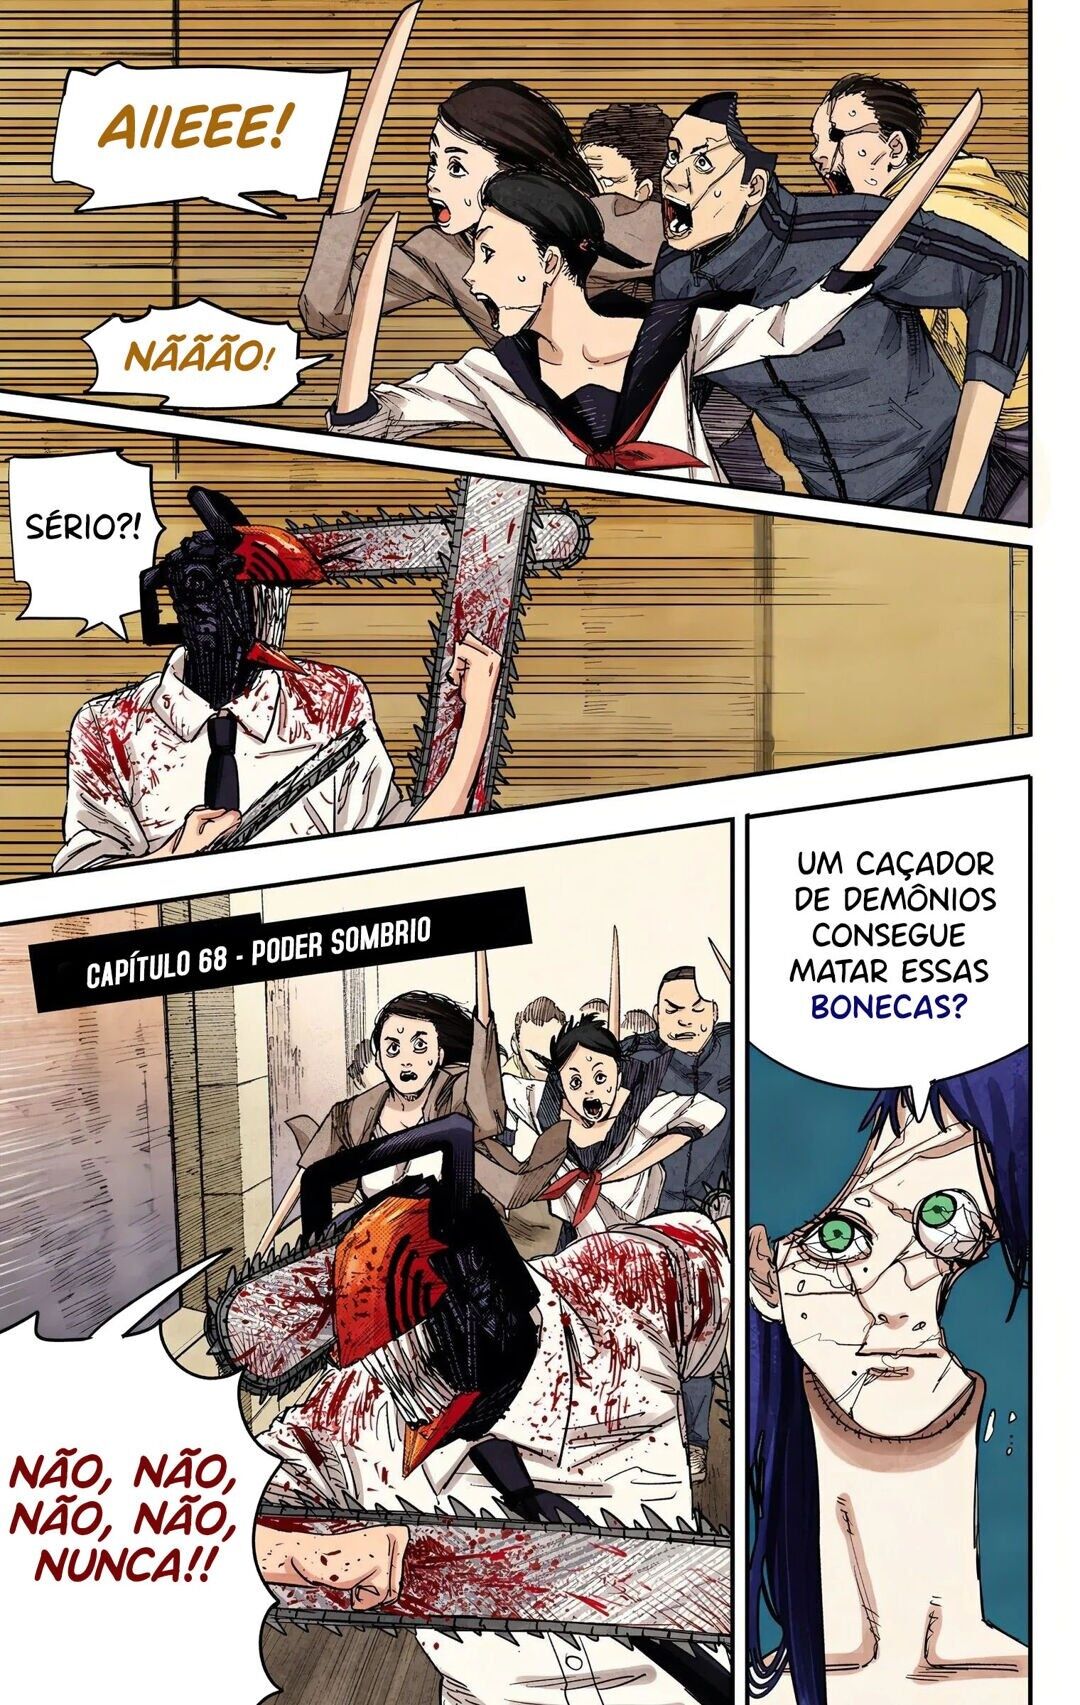 AIIEEE!
NÃÃÃO!
SÉRIO?!
UM CAÇADOR
DE DEMÔNIOS
CONSEGUE
MATAR ESSAS
BONECAS?
CAPÍTULO 68 - PODER SOMBRIO
NÃO, NÃO,
NÃO, NÃO,
NUNCA!!